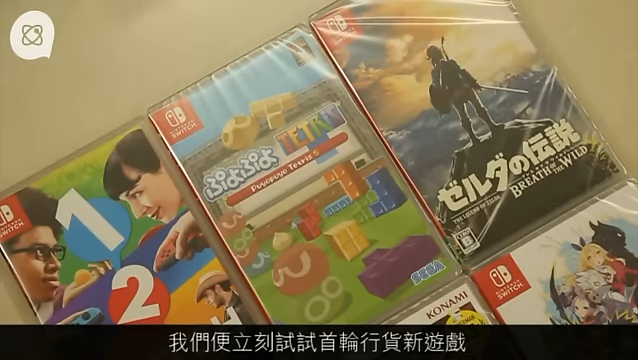 NINTENDO
SWITCH
ゼルダの伝説
THE LEGEND OF ZELDA
BREATH OF THE WILD
NINTENDO
SWITCH
ぷよぷよ
TETRIS
Puyopuyo Tetris S
SEGA
NINTENDO
SWITCH
1
2
KONAMI
NINTENDO
SWITCH
我們便立刻試試首輪行貨新遊戲